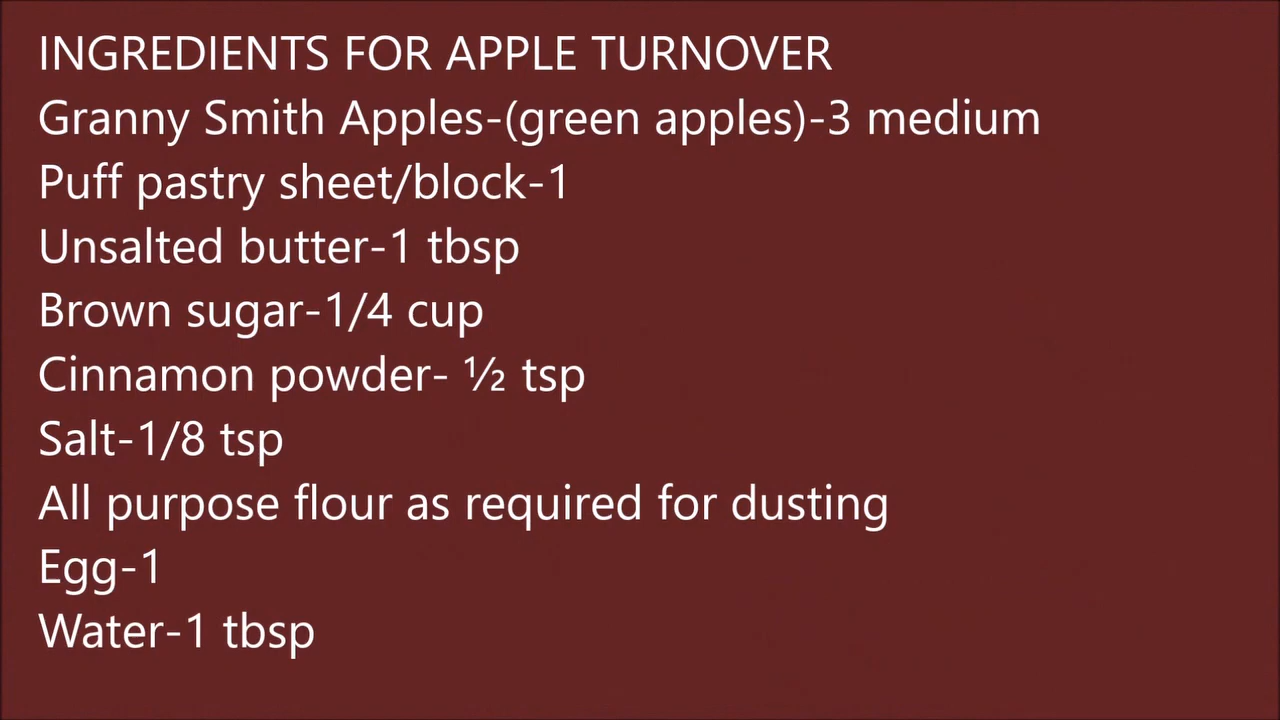 INGREDIENTS FOR APPLE TURNOVER
Granny Smith Apples-(green apples)-3 medium
Puff pastry sheet/block-1
Unsalted butter-1 tbsp
Brown sugar-1/4 cup
Cinnamon powder- ½ tsp
Salt-1/8 tsp
All purpose flour as required for dusting
Egg-1
Water-1 tbsp